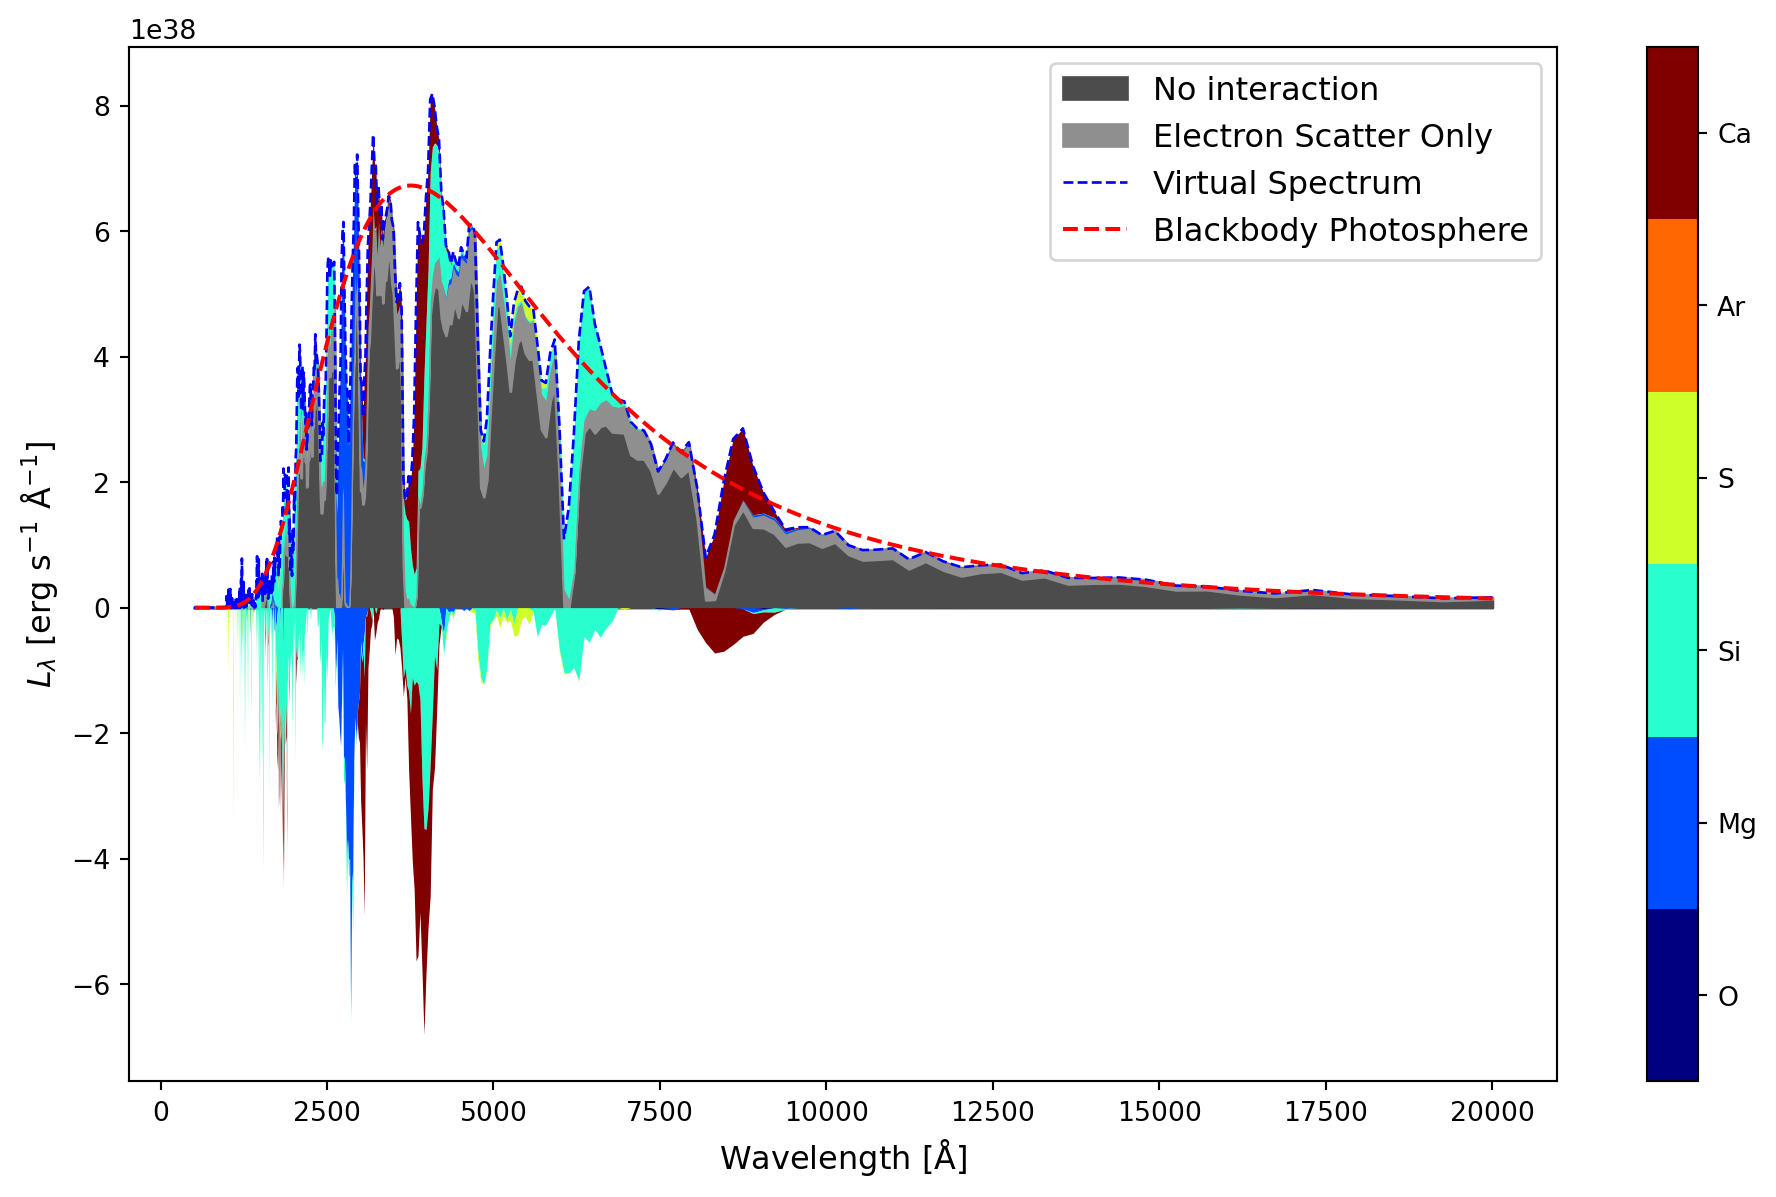 1e38
8
6
4
2
0
−2
−4
−6
L_λ [erg s⁻¹ Å⁻¹]
0 2500 5000 7500 10000 12500 15000 17500 20000
Wavelength [Å]
No interaction
Electron Scatter Only
Virtual Spectrum
Blackbody Photosphere
Ca
Ar
S
Si
Mg
O